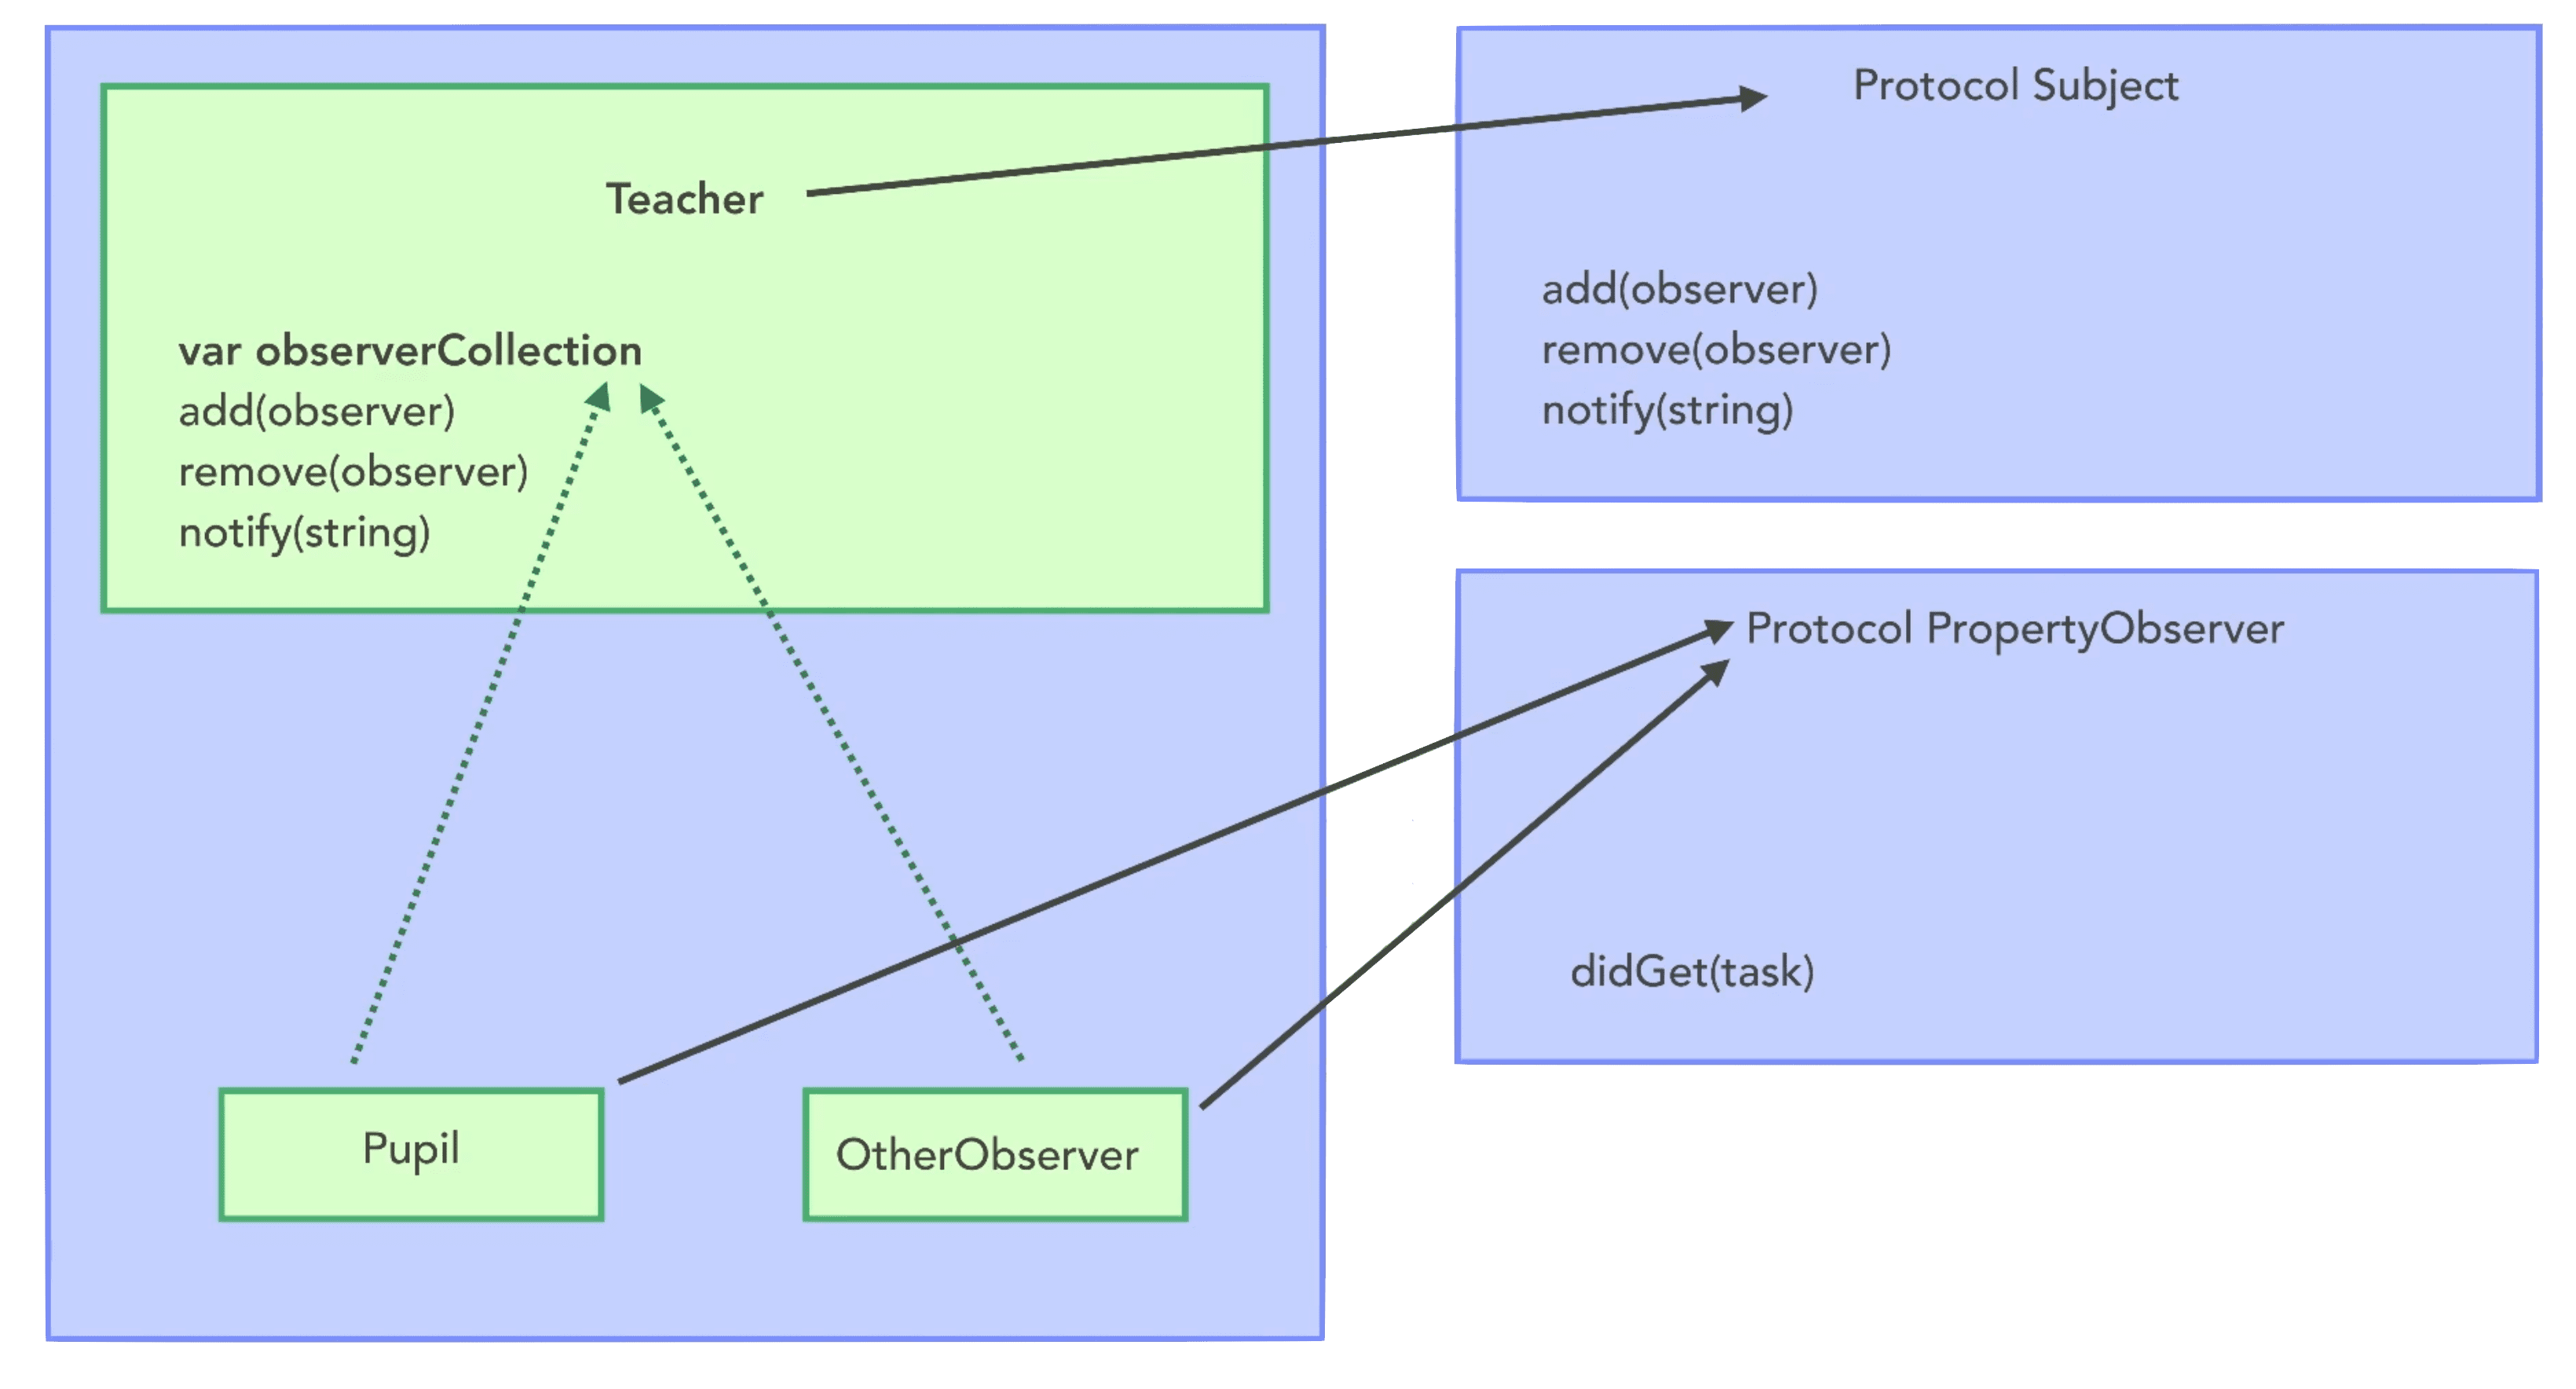 Teacher
var observerCollection
add(observer)
remove(observer)
notify(string)
Pupil
OtherObserver
Protocol Subject
add(observer)
remove(observer)
notify(string)
Protocol PropertyObserver
didGet(task)